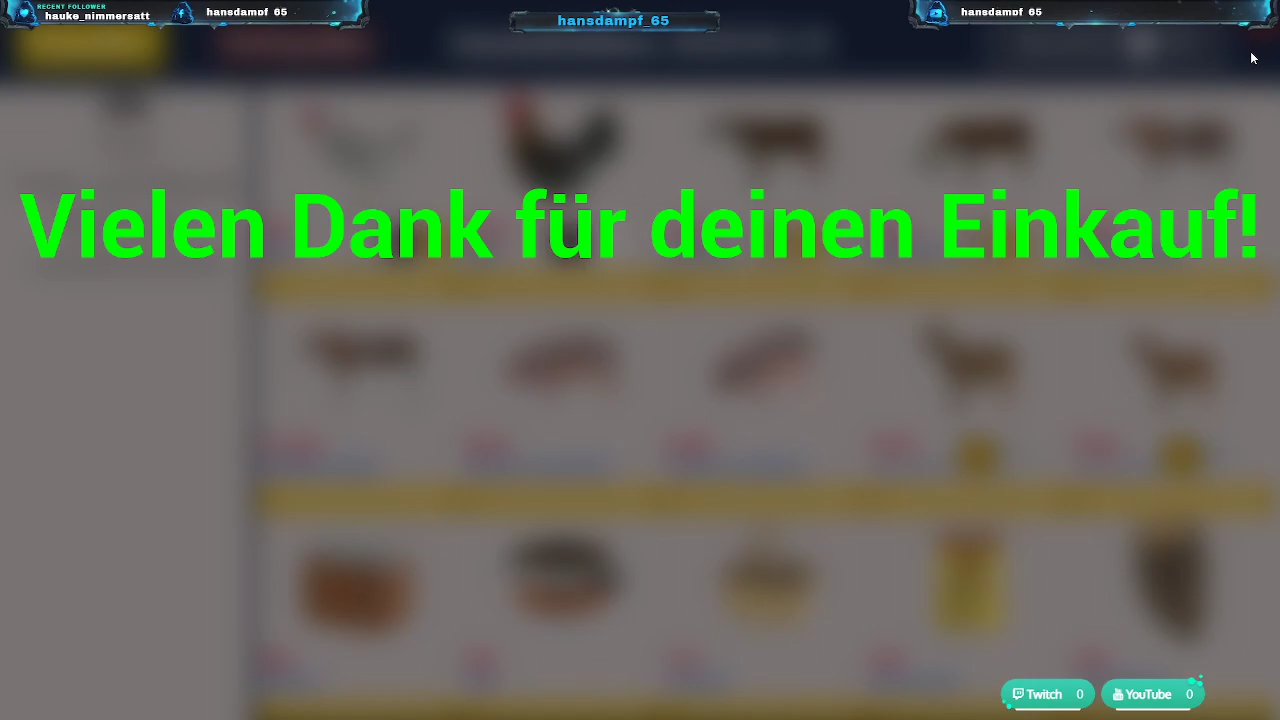 RECENT FOLLOWER
hauke_nimmersatt
hansdampf_65
hansdampf_65
hansdampf_65
Vielen Dank für deinen Einkauf!
Twitch 0
YouTube 0